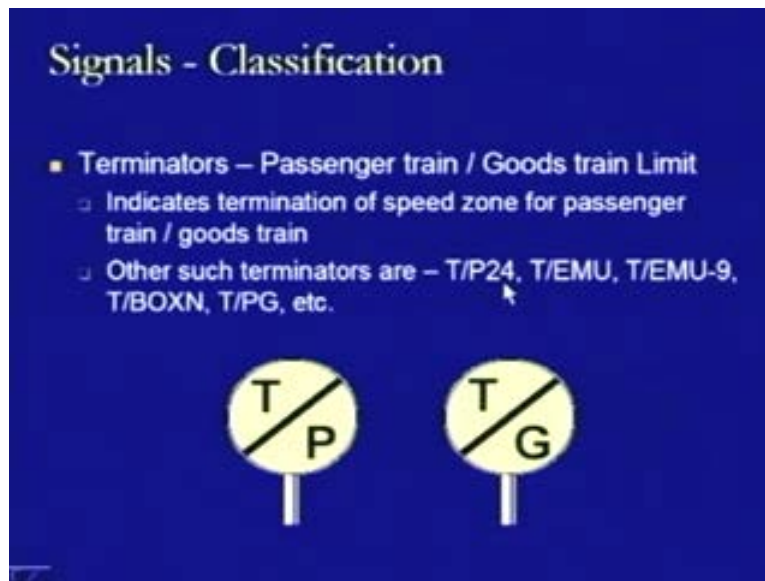 Signals - Classification
Terminators – Passenger train / Goods train Limit
Indicates termination of speed zone for passenger
train / goods train
Other such terminators are – T/P24, T/EMU, T/EMU-9,
T/BOXN, T/PG, etc.
T/P
T/G